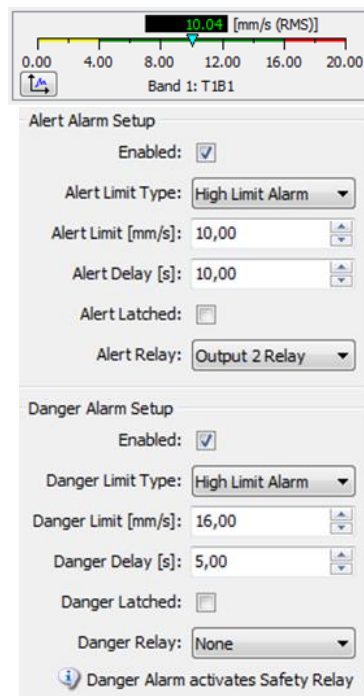 10.04 [mm/s (RMS)]
0.00 4.00 8.00 12.00 16.00 20.00
Band 1: T1B1
Alert Alarm Setup
Enabled:
Alert Limit Type: High Limit Alarm
Alert Limit [mm/s]: 10,00
Alert Delay [s]: 10,00
Alert Latched:
Alert Relay: Output 2 Relay
Danger Alarm Setup
Enabled:
Danger Limit Type: High Limit Alarm
Danger Limit [mm/s]: 16,00
Danger Delay [s]: 5,00
Danger Latched:
Danger Relay: None
Danger Alarm activates Safety Relay